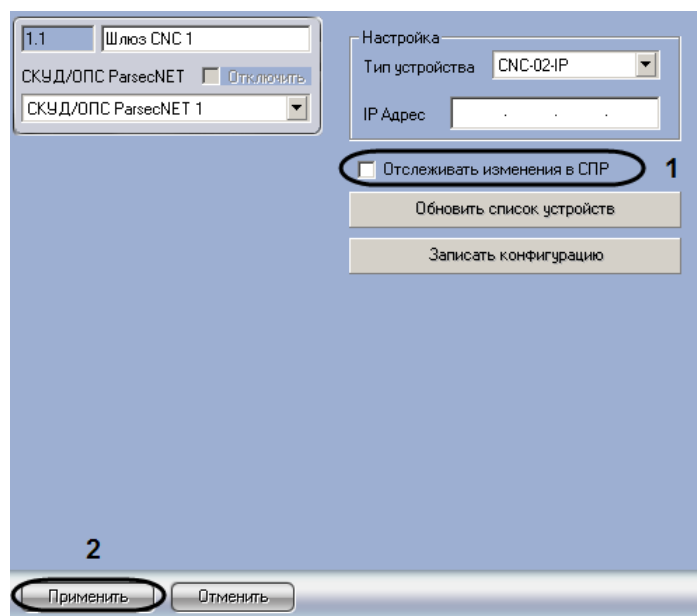 1.1 Шлюз CNC 1
СКУД/ОПС ParsecNET Отключить
СКУД/ОПС ParsecNET 1
Настройка
Тип устройства CNC-02-IP
IP Адрес . . .
Отслеживать изменения в СПР 1
Обновить список устройств
Записать конфигурацию
2
Применить Отменить